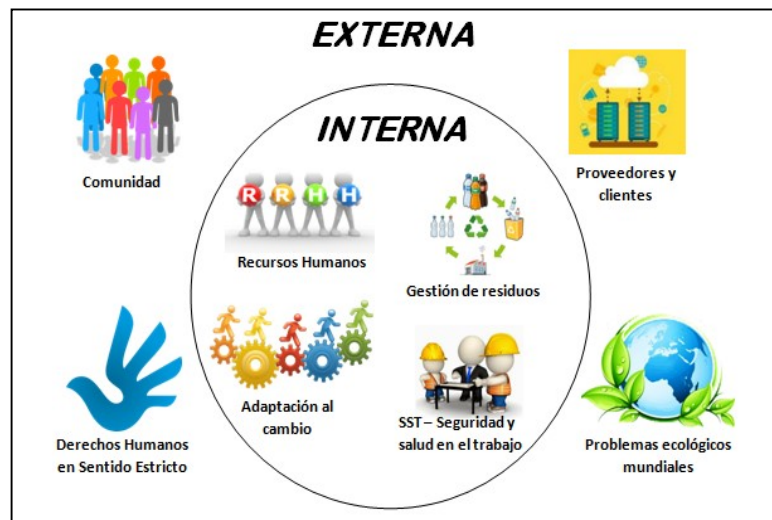 EXTERNA
INTERNA
Comunidad
Proveedores y
clientes
R R H H
Recursos Humanos
Gestión de residuos
Adaptación al
cambio
SST – Seguridad y
salud en el trabajo
Derechos Humanos
en Sentido Estricto
Problemas ecológicos
mundiales